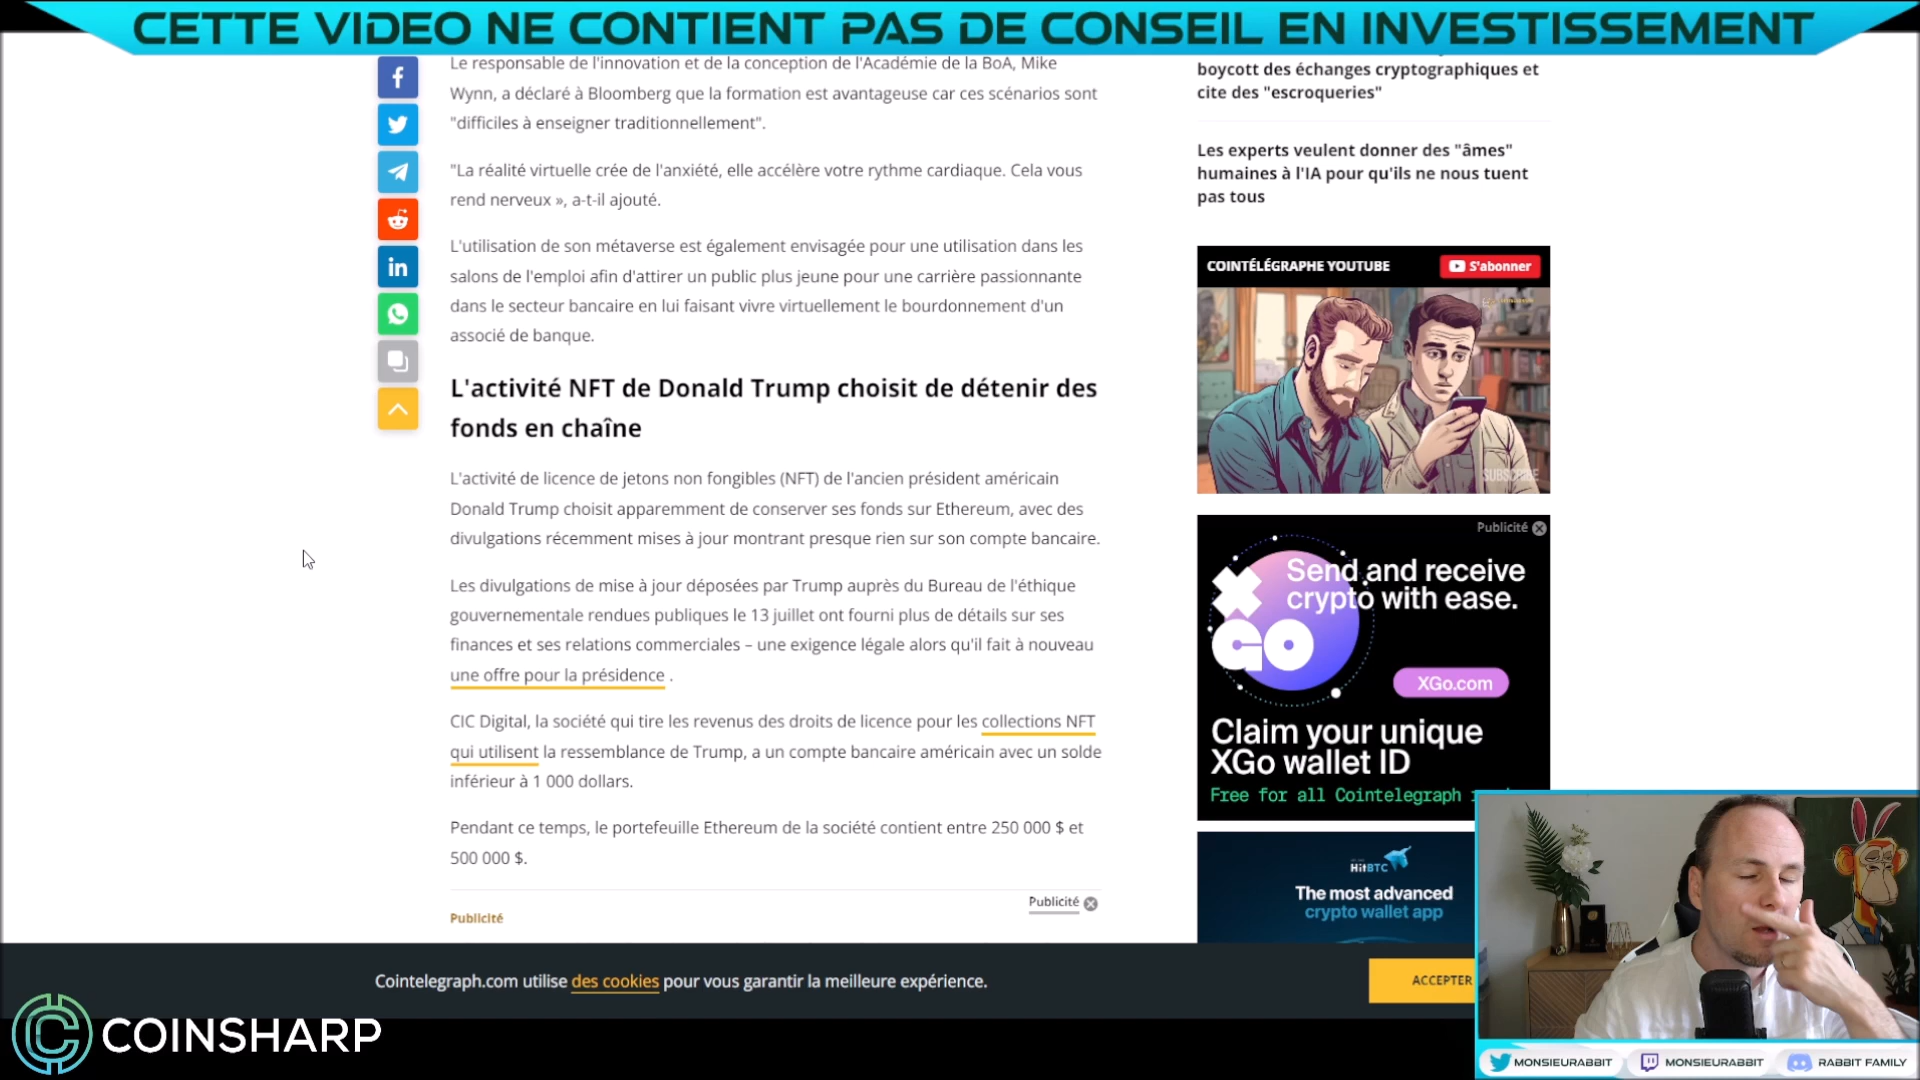 CETTE VIDEO NE CONTIENT PAS DE CONSEIL EN INVESTISSEMENT
Le responsable de l'innovation et de la conception de l'Académie de la BoA, Mike
Wynn, a déclaré à Bloomberg que la formation est avantageuse car ces scénarios sont
"difficiles à enseigner traditionnellement".
"La réalité virtuelle crée de l'anxiété, elle accélère votre rythme cardiaque. Cela vous
rend nerveux », a-t-il ajouté.
L'utilisation de son métaverse est également envisagée pour une utilisation dans les
salons de l'emploi afin d'attirer un public plus jeune pour une carrière passionnante
dans le secteur bancaire en lui faisant vivre virtuellement le bourdonnement d'un
associé de banque.
L'activité NFT de Donald Trump choisit de détenir des
fonds en chaîne
L'activité de licence de jetons non fongibles (NFT) de l'ancien président américain
Donald Trump choisit apparemment de conserver ses fonds sur Ethereum, avec des
divulgations récemment mises à jour montrant presque rien sur son compte bancaire.
Les divulgations de mise à jour déposées par Trump auprès du Bureau de l'éthique
gouvernementale rendues publiques le 13 juillet ont fourni plus de détails sur ses
finances et ses relations commerciales – une exigence légale alors qu'il fait à nouveau
une offre pour la présidence .
CIC Digital, la société qui tire les revenus des droits de licence pour les collections NFT
qui utilisent la ressemblance de Trump, a un compte bancaire américain avec un solde
inférieur à 1 000 dollars.
Pendant ce temps, le portefeuille Ethereum de la société contient entre 250 000 $ et
500 000 $.
Publicité
Publicité
boycott des échanges cryptographiques et
cite des "escroqueries"
Les experts veulent donner des "âmes"
humaines à l'IA pour qu'ils ne nous tuent
pas tous
COINTÉLÉGRAPHE YOUTUBE
S'abonner
SUBSCRIBE
Publicité
Send and receive
crypto with ease.
XGO
XGo.com
Claim your unique
XGo wallet ID
Free for all Cointelegraph
HitBTC
The most advanced
crypto wallet app
Cointelegraph.com utilise des cookies pour vous garantir la meilleure expérience.
ACCEPTER
COINSHARP
MONSIEURABBIT
MONSIEURABBIT
RABBIT FAMILY